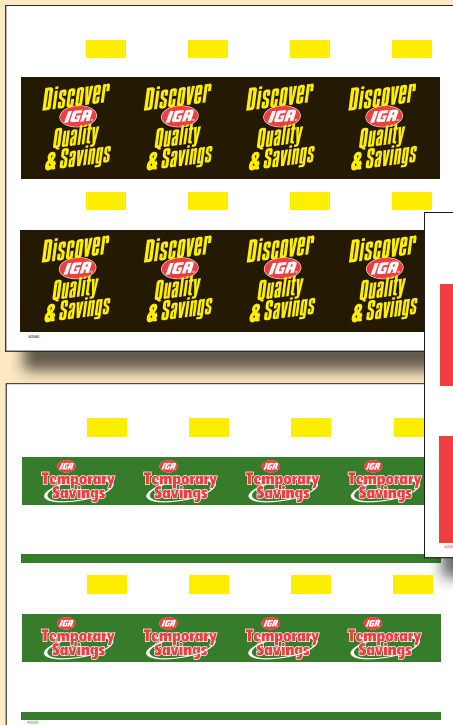 Discover Discover Discover Discover
IGA IGA IGA IGA
Quality Quality Quality Quality
& Savings & Savings & Savings & Savings
Discover Discover Discover Discover
IGA IGA IGA IGA
Quality Quality Quality Quality
& Savings & Savings & Savings & Savings
IGA IGA IGA IGA
Temporary Temporary Temporary Temporary
Savings Savings Savings Savings
IGA IGA IGA IGA
Temporary Temporary Temporary Temporary
Savings Savings Savings Savings